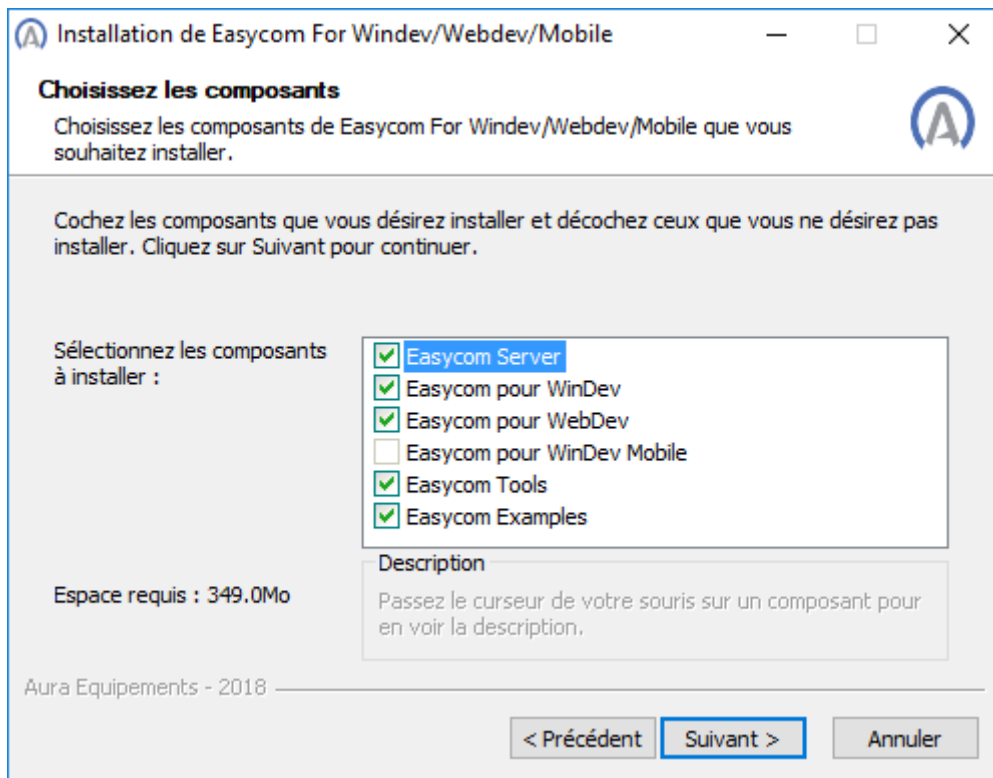 Installation de Easycom For Windev/Webdev/Mobile
Choisissez les composants
Choisissez les composants de Easycom For Windev/Webdev/Mobile que vous
souhaitez installer.
Cochez les composants que vous désirez installer et décochez ceux que vous ne désirez pas
installer. Cliquez sur Suivant pour continuer.
Sélectionnez les composants
à installer :
Easycom Server
Easycom pour WinDev
Easycom pour WebDev
Easycom pour WinDev Mobile
Easycom Tools
Easycom Examples
Espace requis : 349.0Mo
Description
Passez le curseur de votre souris sur un composant pour
en voir la description.
Aura Equipements - 2018
< Précédent
Suivant >
Annuler